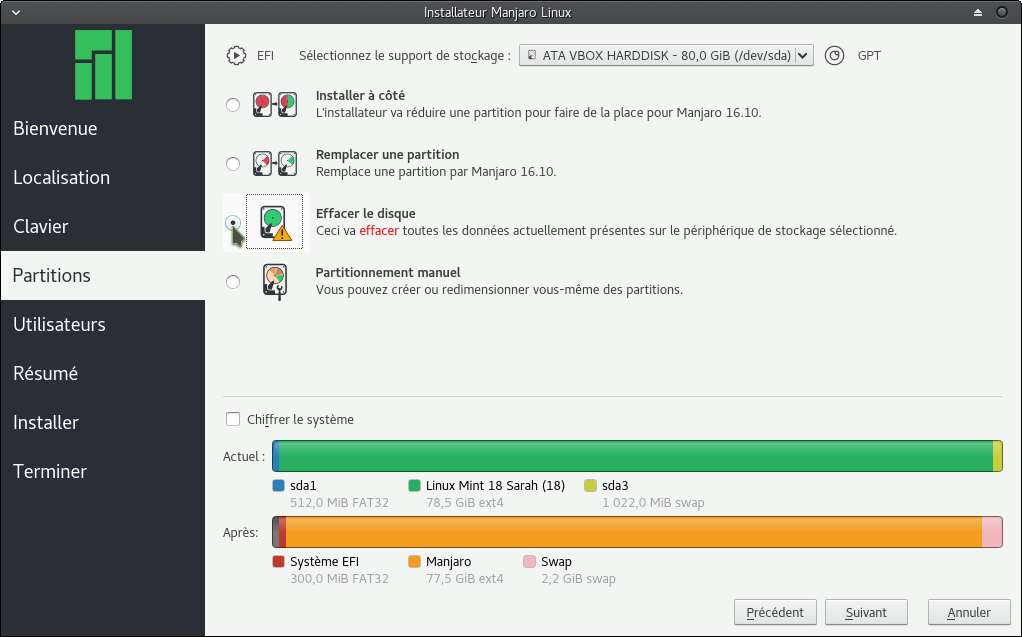 Installateur Manjaro Linux
EFI Sélectionnez le support de stockage : ATA VBOX HARDDISK - 80,0 GiB (/dev/sda) GPT
Bienvenue
Localisation
Clavier
Partitions
Utilisateurs
Résumé
Installer
Terminer
Installer à côté
L'installateur va réduire une partition pour faire de la place pour Manjaro 16.10.
Remplacer une partition
Remplace une partition par Manjaro 16.10.
Effacer le disque
Ceci va effacer toutes les données actuellement présentes sur le périphérique de stockage sélectionné.
Partitionnement manuel
Vous pouvez créer ou redimensionner vous-même des partitions.
Chiffrer le système
Actuel :
sda1 Linux Mint 18 Sarah (18) sda3
512,0 MiB FAT32 78,5 GiB ext4 1 022,0 MiB swap
Après:
Système EFI Manjaro Swap
300,0 MiB FAT32 77,5 GiB ext4 2,2 GiB swap
Précédent Suivant Annuler